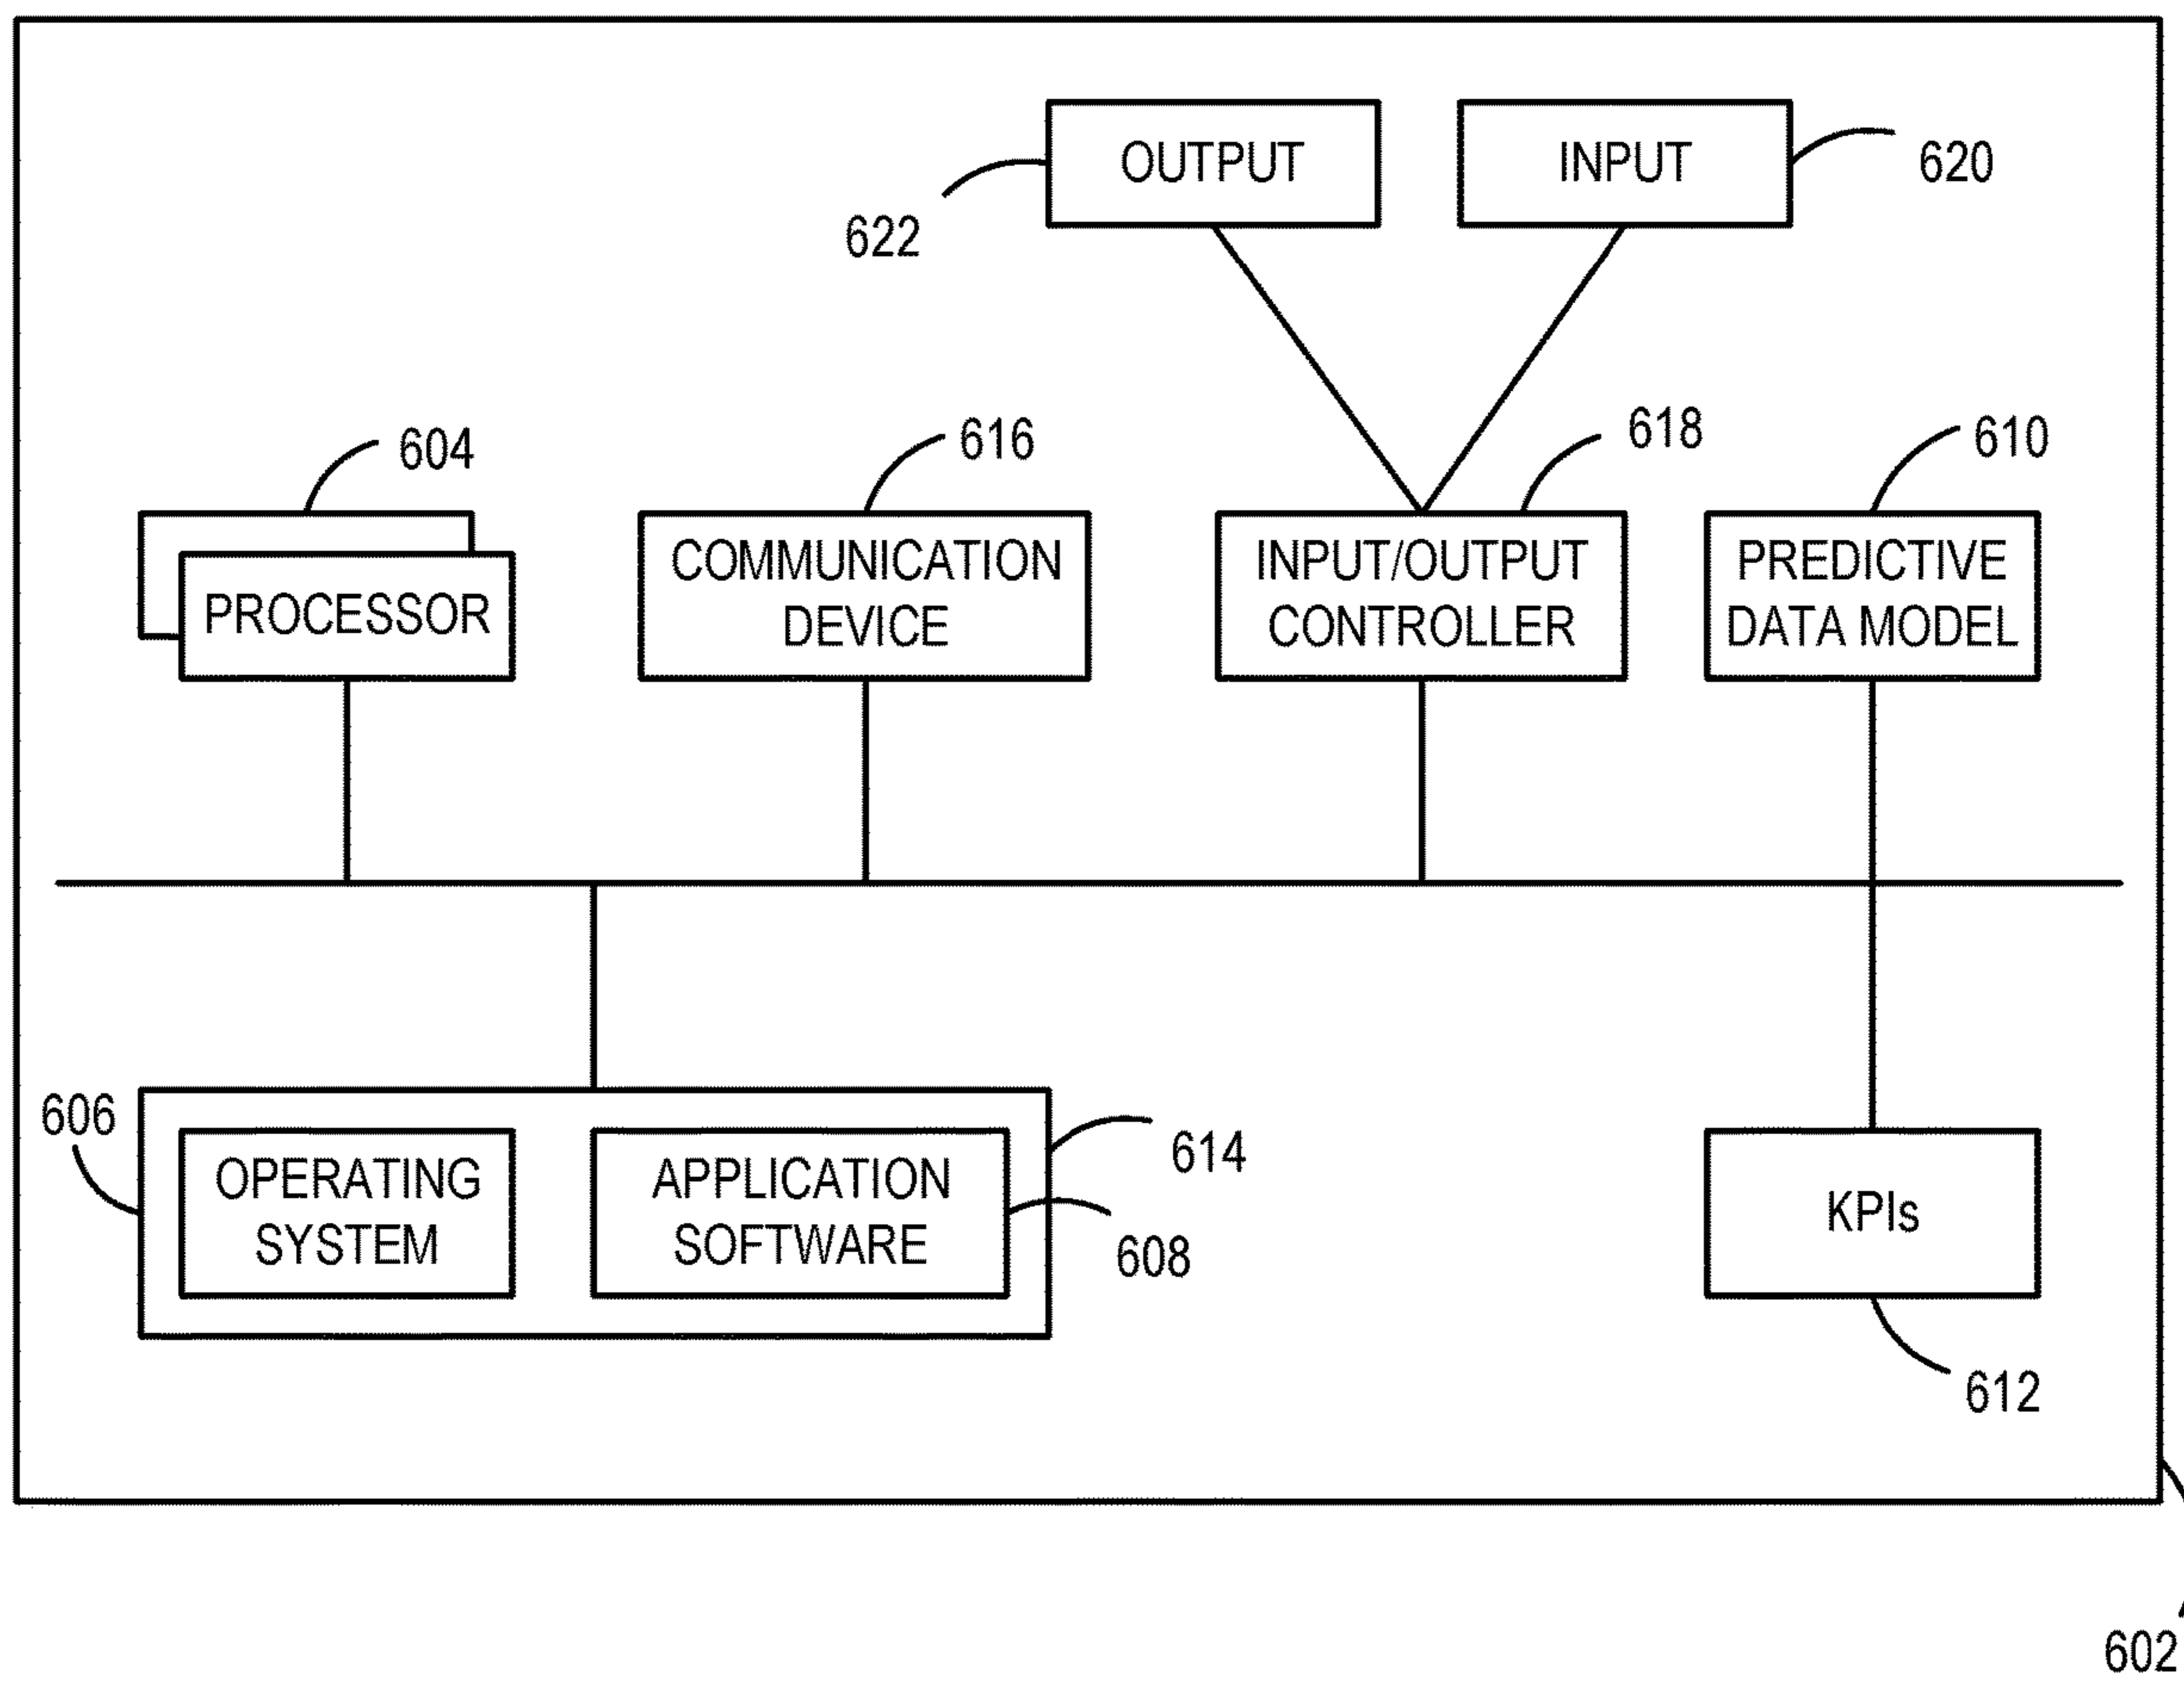 OUTPUT
INPUT
620
622
604
616
618
610
PROCESSOR
COMMUNICATION
DEVICE
INPUT/OUTPUT
CONTROLLER
PREDICTIVE
DATA MODEL
606
OPERATING
SYSTEM
APPLICATION
SOFTWARE
614
608
KPIs
612
602